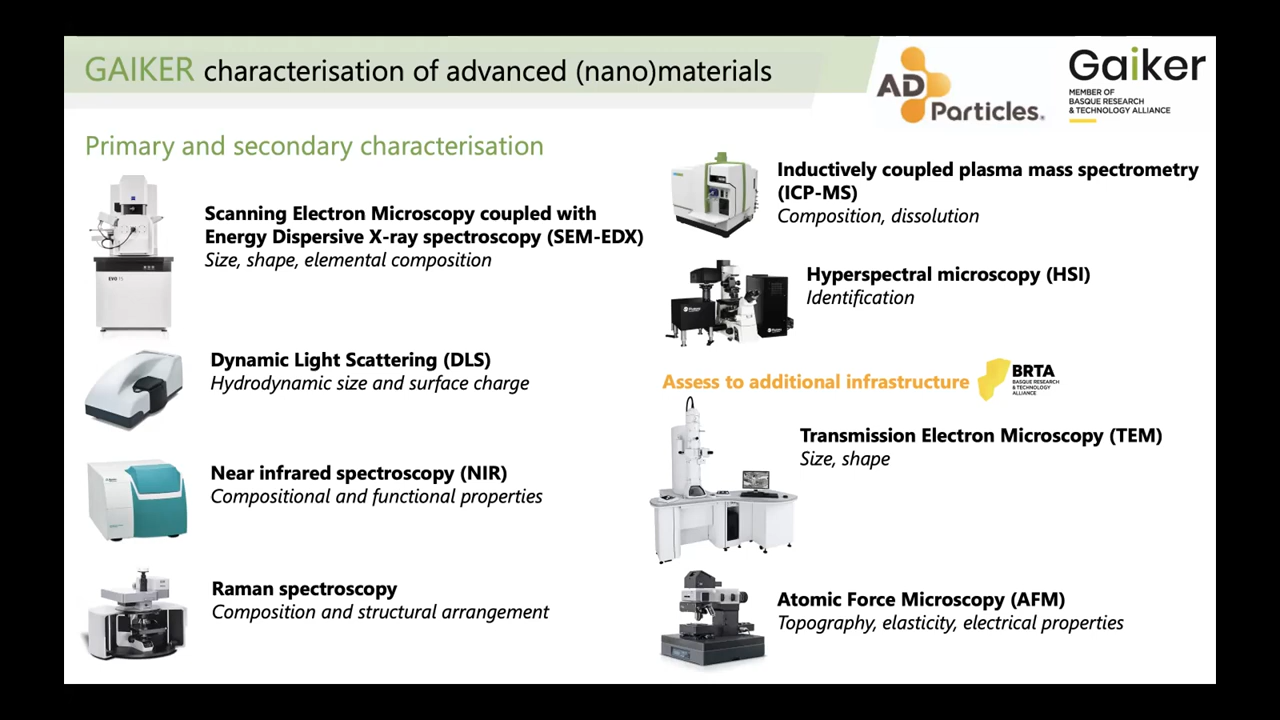 GAIKER characterisation of advanced (nano)materials
AD
Particles.
Gaiker
MEMBER OF
BASQUE RESEARCH
& TECHNOLOGY ALLIANCE
Primary and secondary characterisation
Scanning Electron Microscopy coupled with
Energy Dispersive X-ray spectroscopy (SEM-EDX)
Size, shape, elemental composition
EVO
Dynamic Light Scattering (DLS)
Hydrodynamic size and surface charge
Near infrared spectroscopy (NIR)
Compositional and functional properties
Raman spectroscopy
Composition and structural arrangement
Inductively coupled plasma mass spectrometry
(ICP-MS)
Composition, dissolution
Hyperspectral microscopy (HSI)
Identification
Assess to additional infrastructure
BRTA
BASQUE RESEARCH
& TECHNOLOGY
ALLIANCE
Transmission Electron Microscopy (TEM)
Size, shape
Atomic Force Microscopy (AFM)
Topography, elasticity, electrical properties